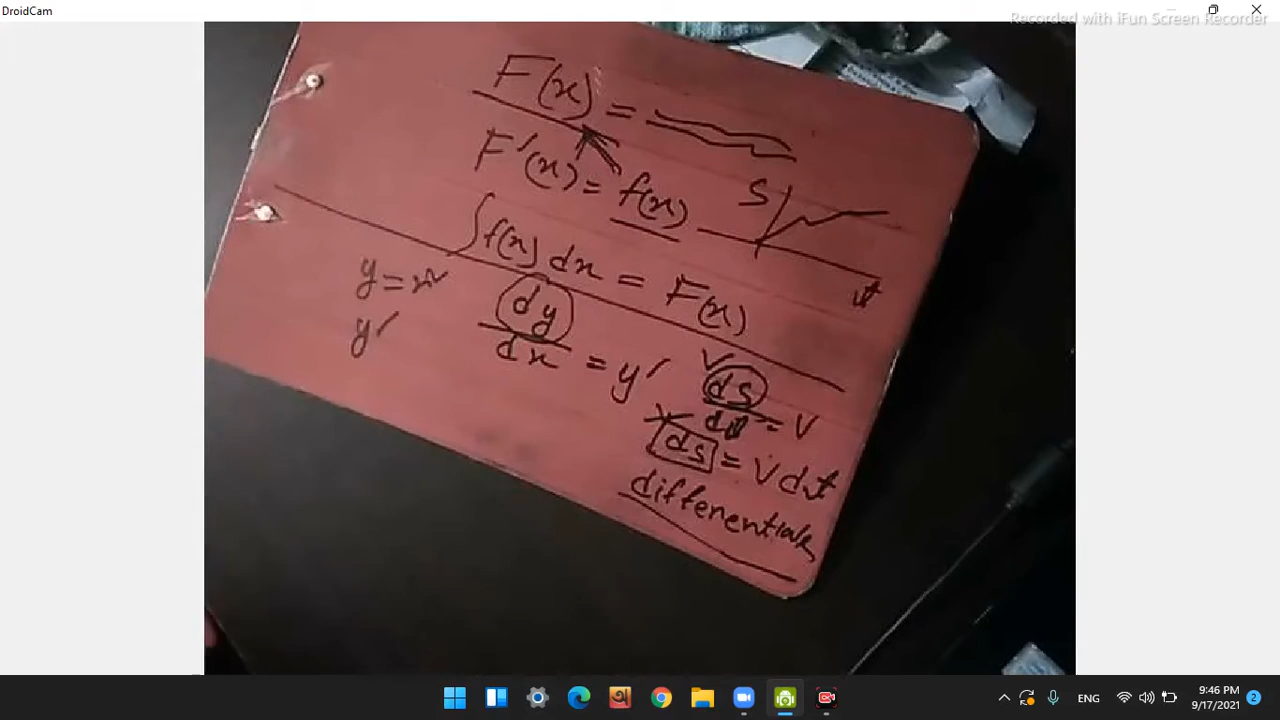 DroidCam
Recorded with iFun Screen Recorder
F(x) =
F'(x) = f(x)
S
t
∫f(x) dx = F(x)
y = x²
y'
dy/dx = y'
ds/dt = V
ds = V dt
differentials
ENG
9:46 PM
9/17/2021
2